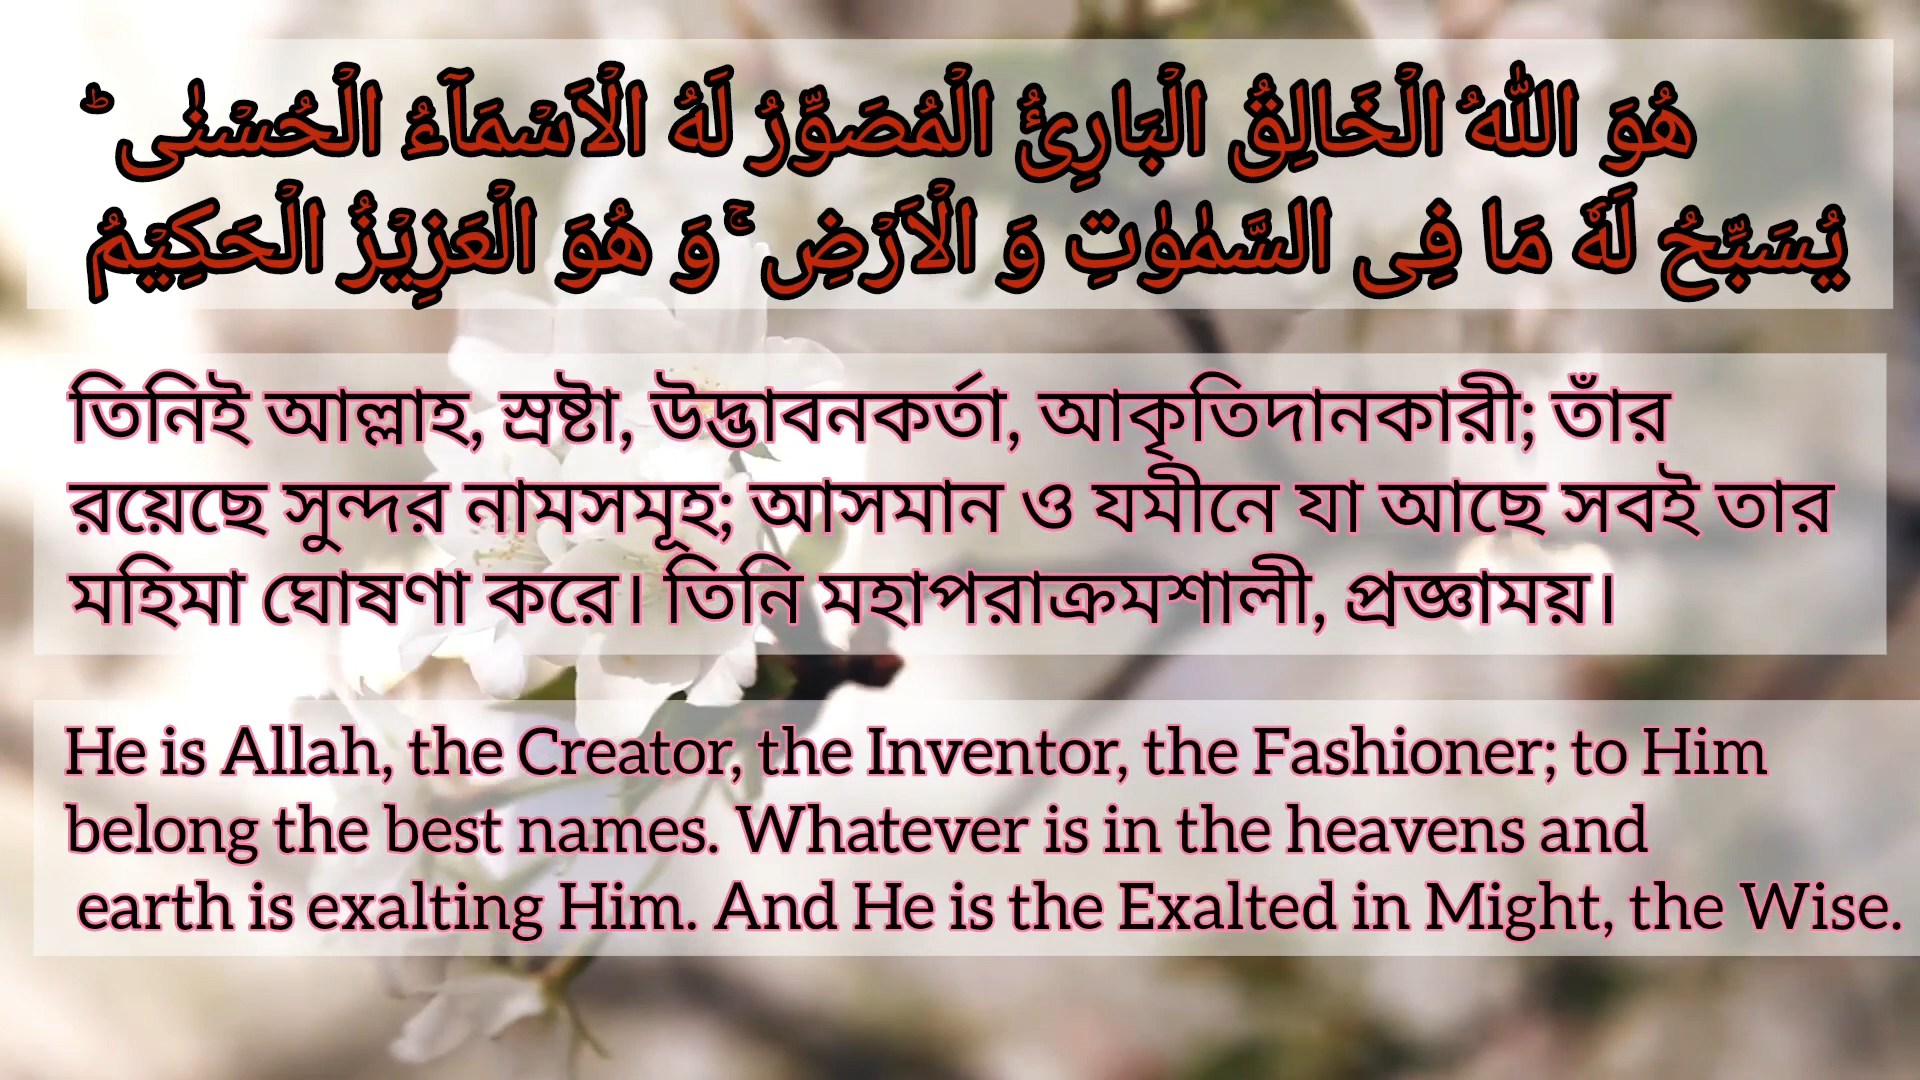 هُوَ اللّٰهُ الۡخَالِقُ الۡبَارِئُ الۡمُصَوِّرُ لَهُ الۡاَسۡمَآءُ الۡحُسۡنٰى ؕ
يُسَبِّحُ لَهٗ مَا فِى السَّمٰوٰتِ وَ الۡاَرۡضِ ۚ وَ هُوَ الۡعَزِيۡزُ الۡحَكِيۡمُ
তিনিই আল্লাহ, স্রষ্টা, উদ্ভাবনকর্তা, আকৃতিদানকারী; তাঁর
রয়েছে সুন্দর নামসমূহ; আসমান ও যমীনে যা আছে সবই তার
মহিমা ঘোষণা করে। তিনি মহাপরাক্রমশালী, প্রজ্ঞাময়।
He is Allah, the Creator, the Inventor, the Fashioner; to Him
belong the best names. Whatever is in the heavens and
earth is exalting Him. And He is the Exalted in Might, the Wise.